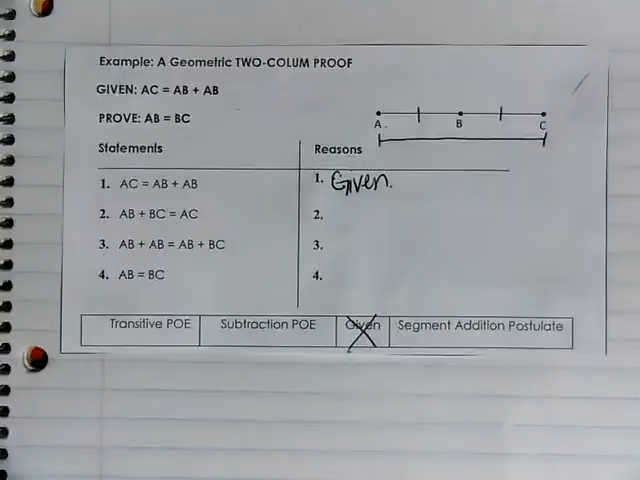 Example: A Geometric TWO-COLUM PROOF
GIVEN: AC = AB + AB
PROVE: AB = BC
A. B C
Statements Reasons
1. AC = AB + AB 1. Given.
2. AB + BC = AC 2.
3. AB + AB = AB + BC 3.
4. AB = BC 4.
Transitive POE Subtraction POE Given Segment Addition Postulate